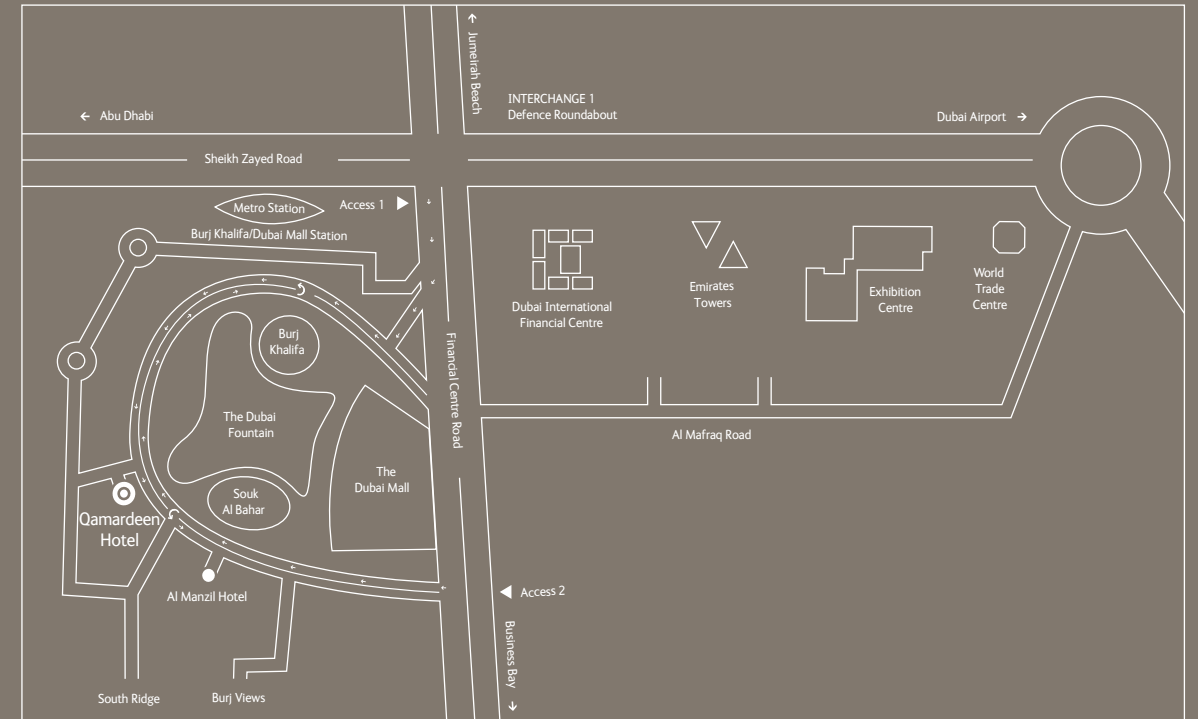 Jumeirah Beach
INTERCHANGE 1
Defence Roundabout
Abu Dhabi
Dubai Airport
Sheikh Zayed Road
Metro Station
Access 1
Burj Khalifa/Dubai Mall Station
Dubai International
Financial Centre
Emirates
Towers
Exhibition
Centre
World
Trade
Centre
Burj
Khalifa
Financial Centre Road
The Dubai
Fountain
Al Mafraq Road
The
Dubai Mall
Souk
Al Bahar
Qamardeen
Hotel
Al Manzil Hotel
Access 2
Business Bay
South Ridge
Burj Views